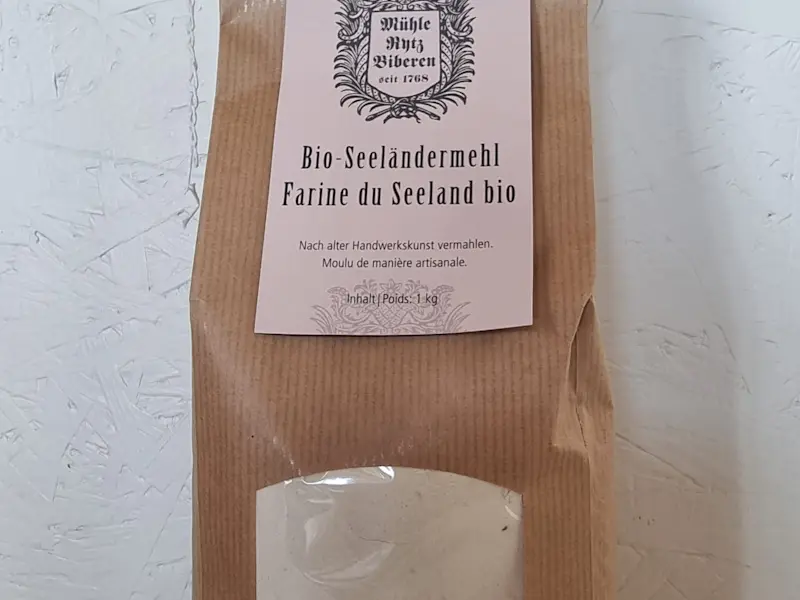 Mühle
Rytz
Biberen
seit 1768
Bio-Seeländermehl
Farine du Seeland bio
Nach alter Handwerkskunst vermahlen.
Moulu de manière artisanale.
Inhalt|Poids: 1 kg